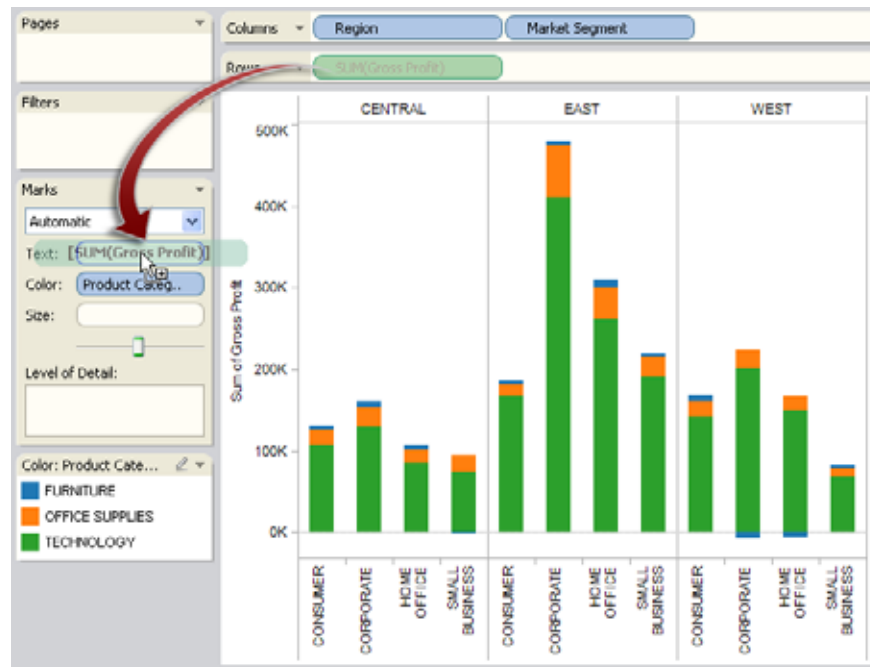 Pages
Columns
Region
Market Segment
Rows
SUM(Gross Profit)
Filters
Marks
Automatic
Text: [SUM(Gross Profit)]
Color: Product Categ..
Size:
Level of Detail:
Color: Product Cate...
FURNITURE
OFFICE SUPPLIES
TECHNOLOGY
CENTRAL
EAST
WEST
Sum of Gross Profit
500K
400K
300K
200K
100K
0K
CONSUMER
CORPORATE
HOME
OFFICE
SMALL
BUSINESS
CONSUMER
CORPORATE
HOME
OFFICE
SMALL
BUSINESS
CONSUMER
CORPORATE
HOME
OFFICE
SMALL
BUSINESS